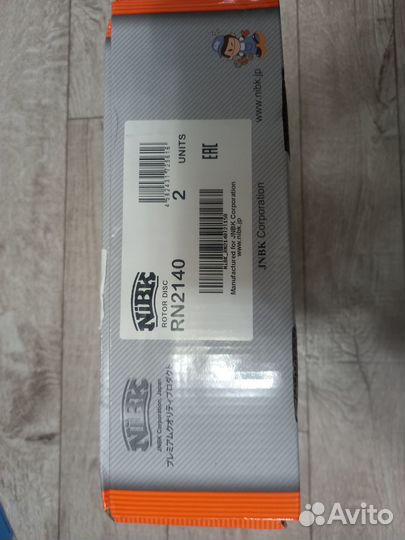 NiBK
ROTOR DISC
RN2140
2
UNITS
EAC
Manufactured for JNBK Corporation
www.nibk.jp
NiBK
JNBK Corporation, Japan
プレミアムクオリティプロダクト
JNBK Corporation
www.nibk.jp
Avito